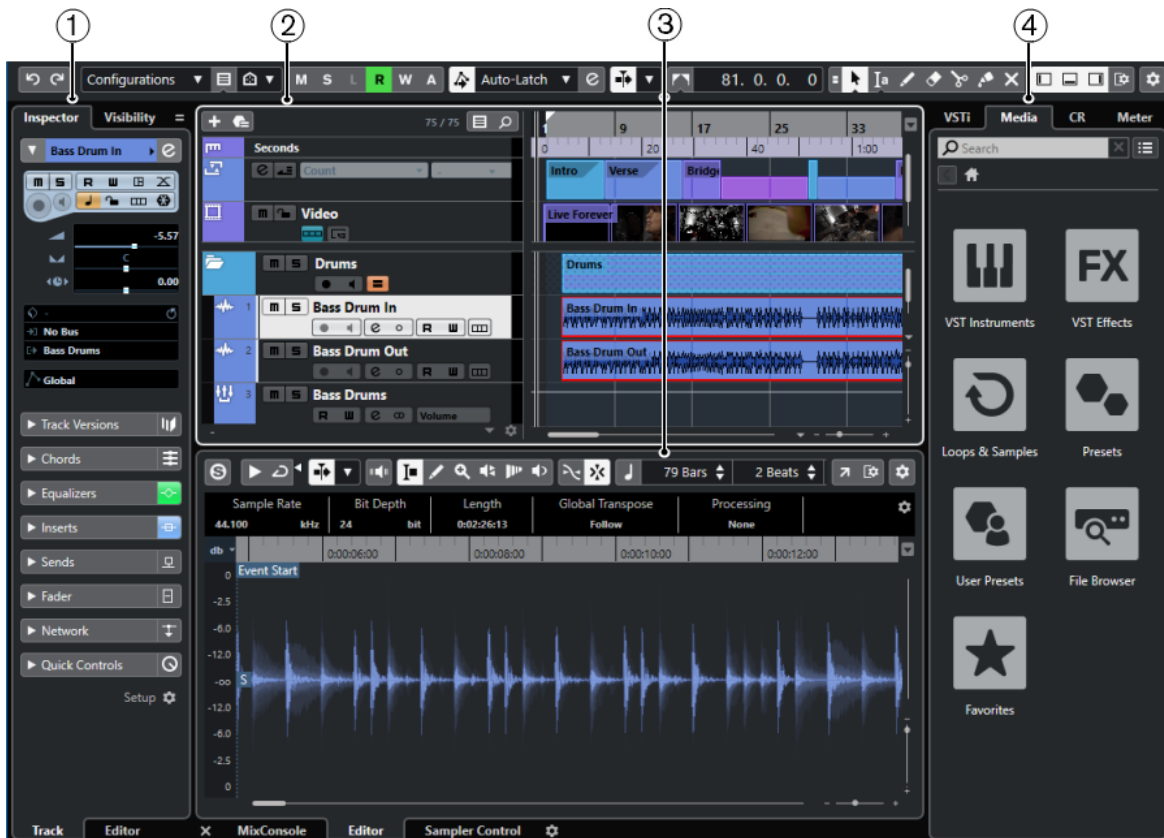 1 2 3 4
Configurations M S L R W A Auto-Latch 81. 0. 0. 0
Inspector Visibility
Bass Drum In
M S R W
-5.57
C
0.00
-
No Bus
Bass Drums
Global
Track Versions
Chords
Equalizers
Inserts
Sends
Fader
Network
Quick Controls
Setup
Track Editor
75 / 75
1 9 17 25 33
Seconds
0 20 40 1:00
Count -
Intro Verse Bridge
M Video
Live Forever
M S Drums
Drums
1 M S Bass Drum In
R W
Bass Drum In
2 M S Bass Drum Out
R W
Bass Drum Out
3 M S Bass Drums
R W Volume
-
79 Bars 2 Beats
Sample Rate Bit Depth Length Global Transpose Processing
44.100 kHz 24 bit 0:02:26:13 Follow None
db 0:00:06:00 0:00:08:00 0:00:10:00 0:00:12:00
Event Start
0
-2.5
-6.0
-12.0
-oo S
-12.0
-6.0
-2.5
0
MixConsole Editor Sampler Control
VSTi Media CR Meter
Search
VST Instruments
FX
VST Effects
Loops & Samples
Presets
User Presets
File Browser
Favorites